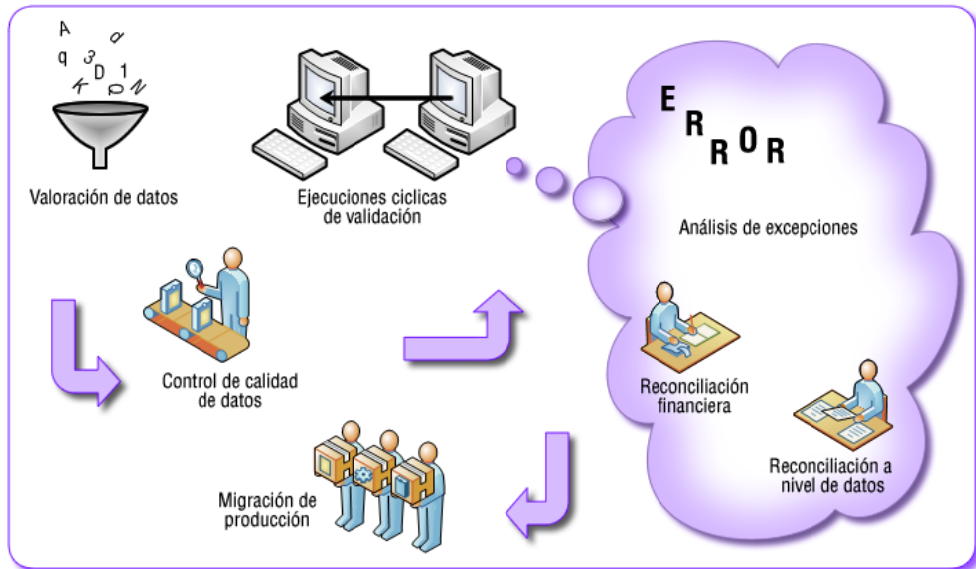 A
d
q
3
D
1
K
Q
N
Valoración de datos
Ejecuciones ciclicas
de validación
ERROR
Análisis de excepciones
Control de calidad
de datos
Reconciliación
financiera
Reconciliación a
nivel de datos
Migración de
producción